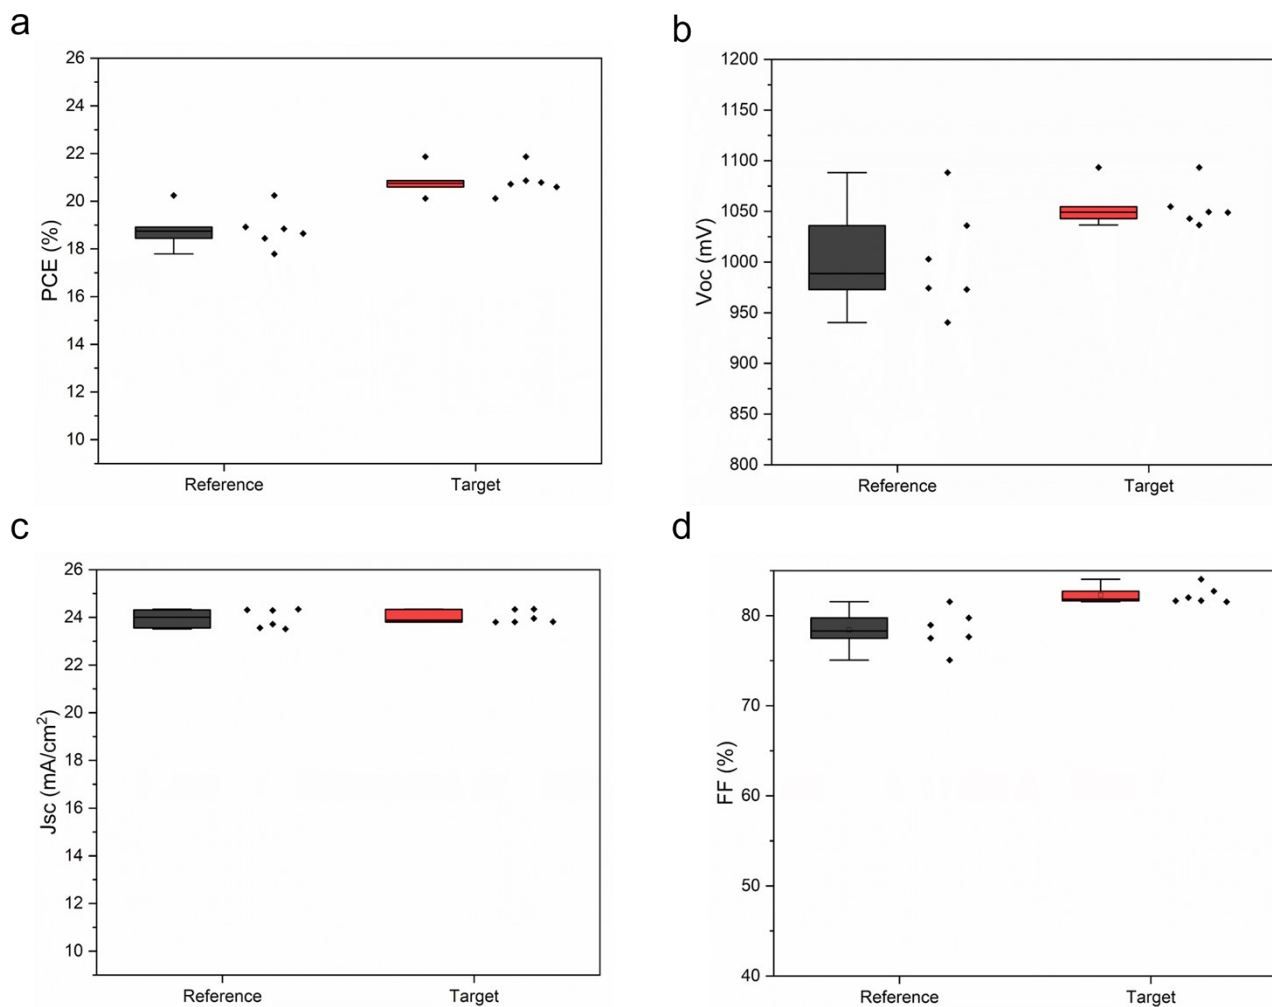 a
PCE (%)
26
24
22
20
18
16
14
12
10
Reference Target
b
Voc (mV)
1200
1150
1100
1050
1000
950
900
850
800
Reference Target
c
Jsc (mA/cm²)
26
24
22
20
18
16
14
12
10
Reference Target
d
FF (%)
80
70
60
50
40
Reference Target